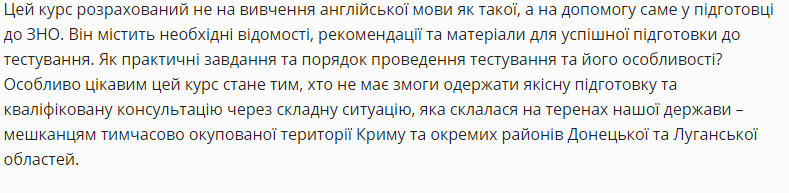 Цей курс розрахований не на вивчення англійської мови як такої, а на допомогу саме у підготовці
до ЗНО. Він містить необхідні відомості, рекомендації та матеріали для успішної підготовки до
тестування. Як практичні завдання та порядок проведення тестування та його особливості?
Особливо цікавим цей курс стане тим, хто не має змоги одержати якісну підготовку та
кваліфіковану консультацію через складну ситуацію, яка склалася на теренах нашої держави –
мешканцям тимчасово окупованої території Криму та окремих районів Донецької та Луганської
областей.